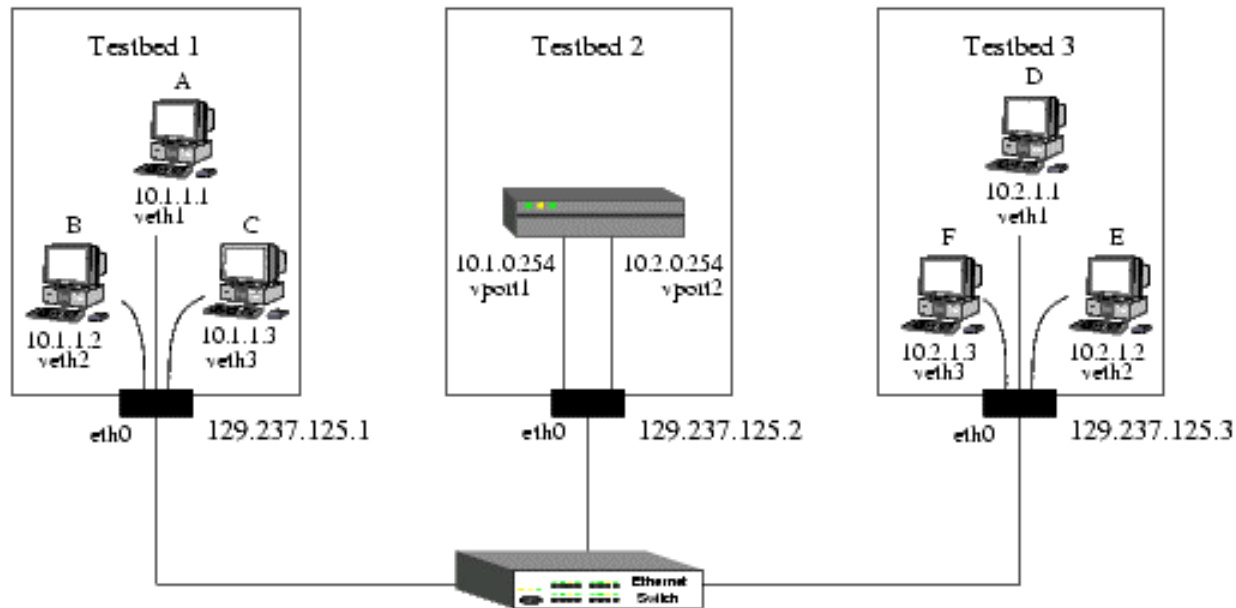 Testbed 1
A
10.1.1.1
veth1
B
10.1.1.2
veth2
C
10.1.1.3
veth3
eth0
129.237.125.1
Testbed 2
10.1.0.254
vport1
10.2.0.254
vport2
eth0
129.237.125.2
Testbed 3
D
10.2.1.1
veth1
F
10.2.1.3
veth3
E
10.2.1.2
veth2
eth0
129.237.125.3
Ethernet
Switch